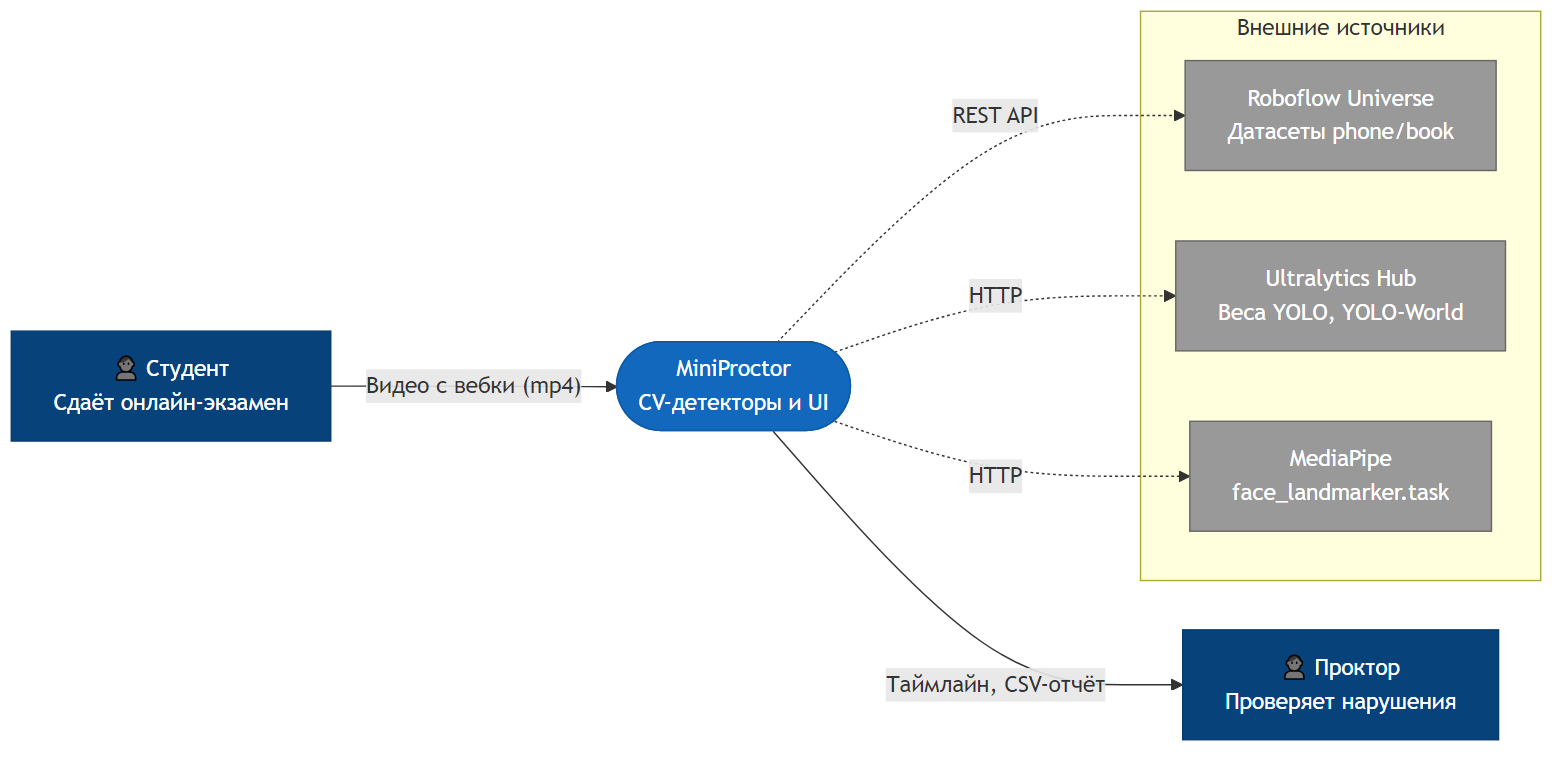 Внешние источники
Roboflow Universe
Датасеты phone/book
REST API
Ultralytics Hub
Веса YOLO, YOLO-World
HTTP
Студент
Сдаёт онлайн-экзамен
Видео с вебки (mp4)
MiniProctor
CV-детекторы и UI
MediaPipe
face_landmarker.task
HTTP
Таймлайн, CSV-отчёт
Проктор
Проверяет нарушения